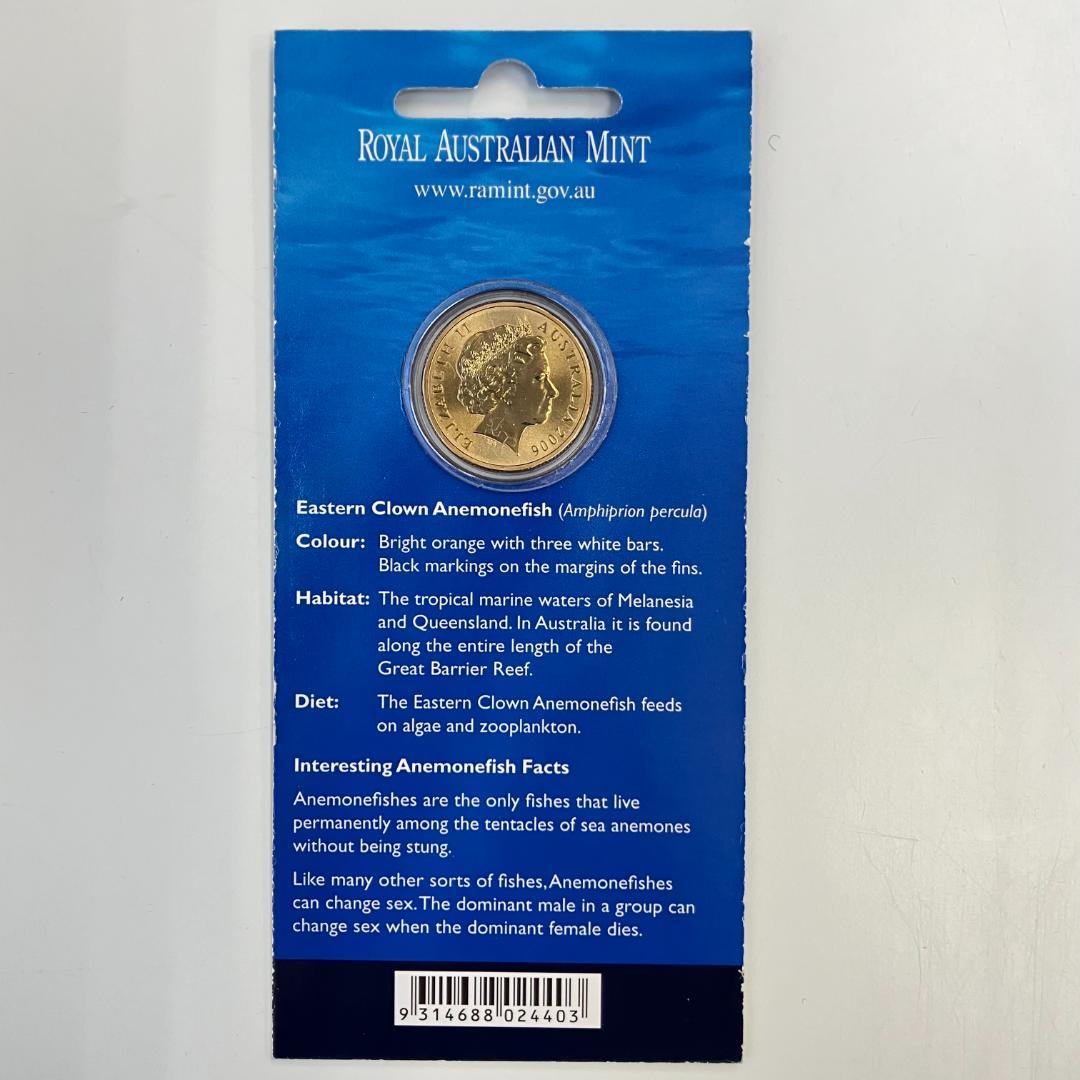 ROYAL AUSTRALIAN MINT
www.ramint.gov.au
ELIZABETH II AUSTRALIA 2006
Eastern Clown Anemonefish (Amphiprion percula)
Colour: Bright orange with three white bars.
Black markings on the margins of the fins.
Habitat: The tropical marine waters of Melanesia
and Queensland. In Australia it is found
along the entire length of the
Great Barrier Reef.
Diet: The Eastern Clown Anemonefish feeds
on algae and zooplankton.
Interesting Anemonefish Facts
Anemonefishes are the only fishes that live
permanently among the tentacles of sea anemones
without being stung.
Like many other sorts of fishes, Anemonefishes
can change sex. The dominant male in a group can
change sex when the dominant female dies.
9 314688 024403